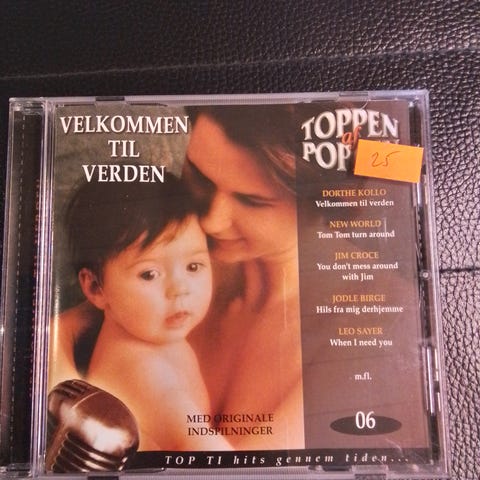 VELKOMMEN
TIL
VERDEN
TOPPEN
af
POP
25
DORTHE KOLLO
Velkommen til verden
NEW WORLD
Tom Tom turn around
JIM CROCE
You don't mess around
with Jim
JODLE BIRGE
Hils fra mig derhjemme
LEO SAYER
When I need you
m.fl.
06
MED ORIGINALE
INDSPILNINGER
TOP TI hits gennem tiden...